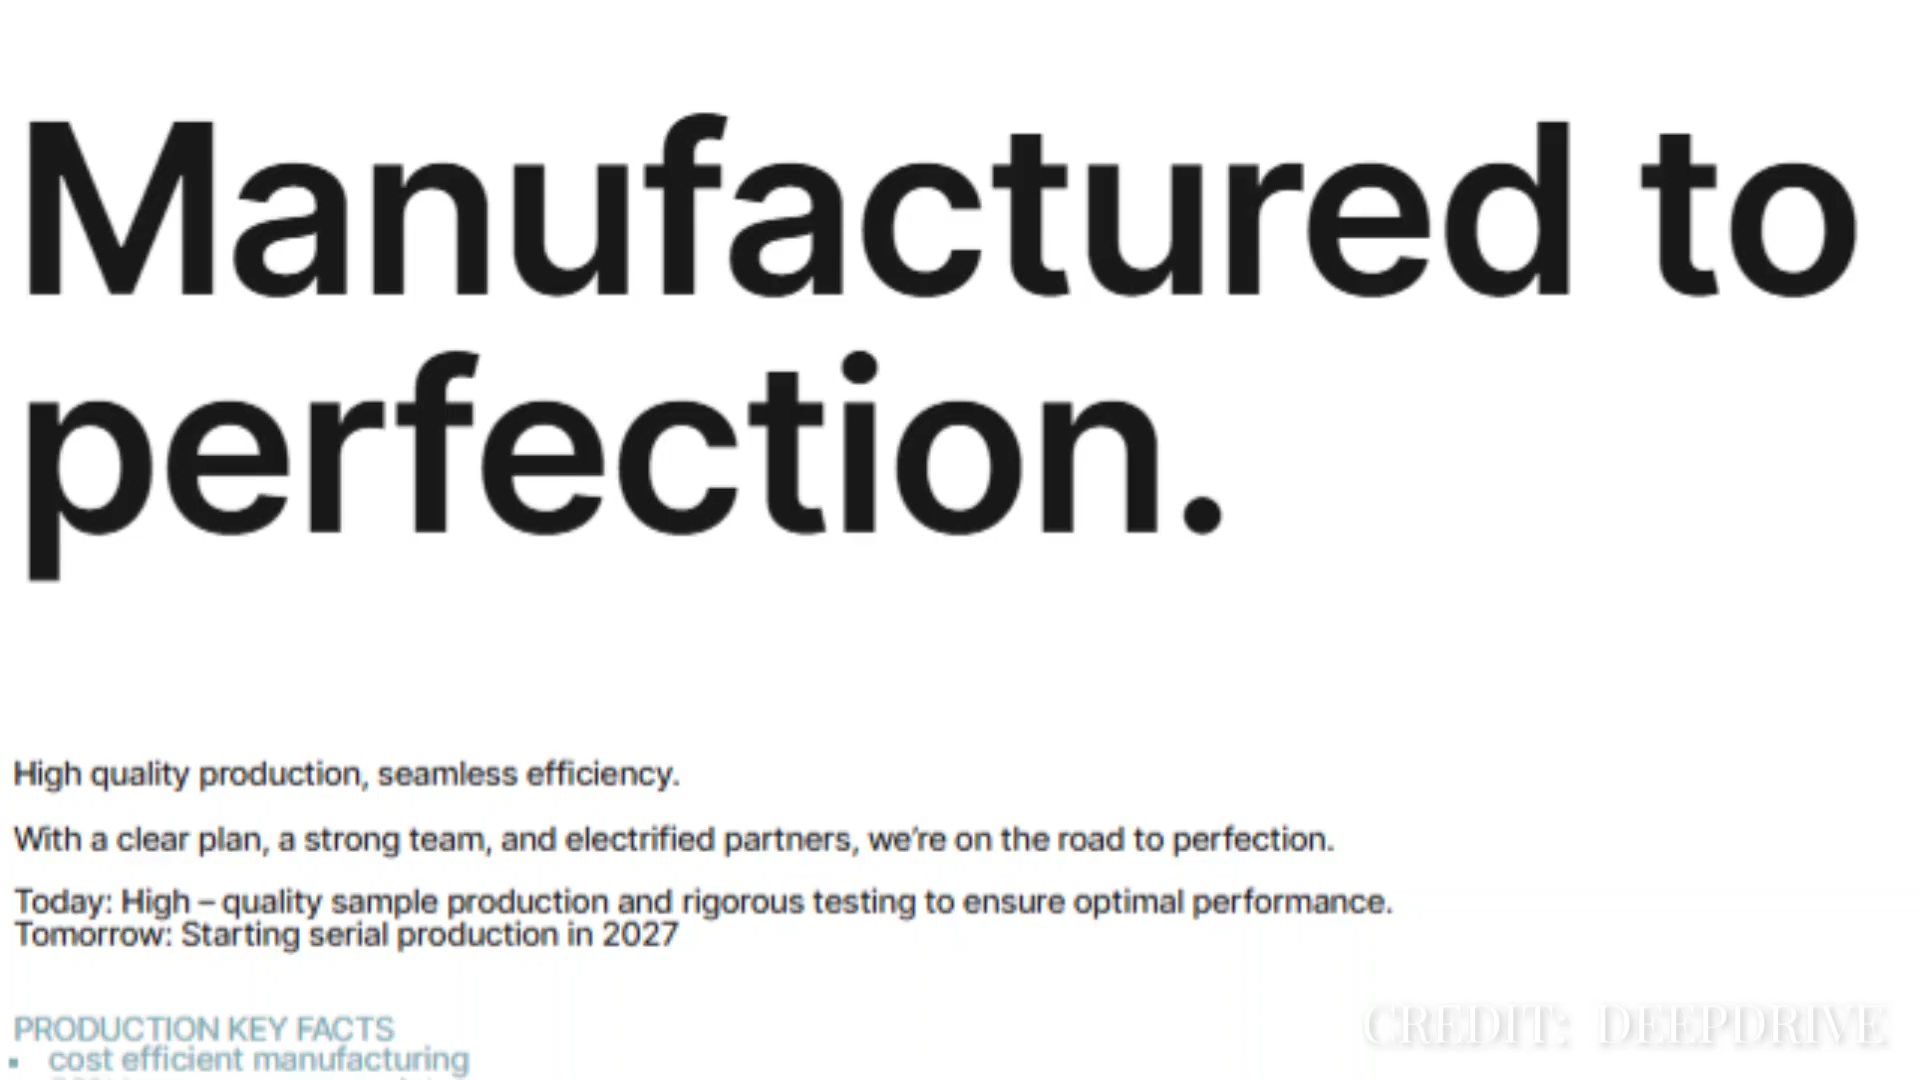 Manufactured to
perfection.
High quality production, seamless efficiency.
With a clear plan, a strong team, and electrified partners, we’re on the road to perfection.
Today: High – quality sample production and rigorous testing to ensure optimal performance.
Tomorrow: Starting serial production in 2027
PRODUCTION KEY FACTS
▪ cost efficient manufacturing
CREDIT: DEEPDRIVE